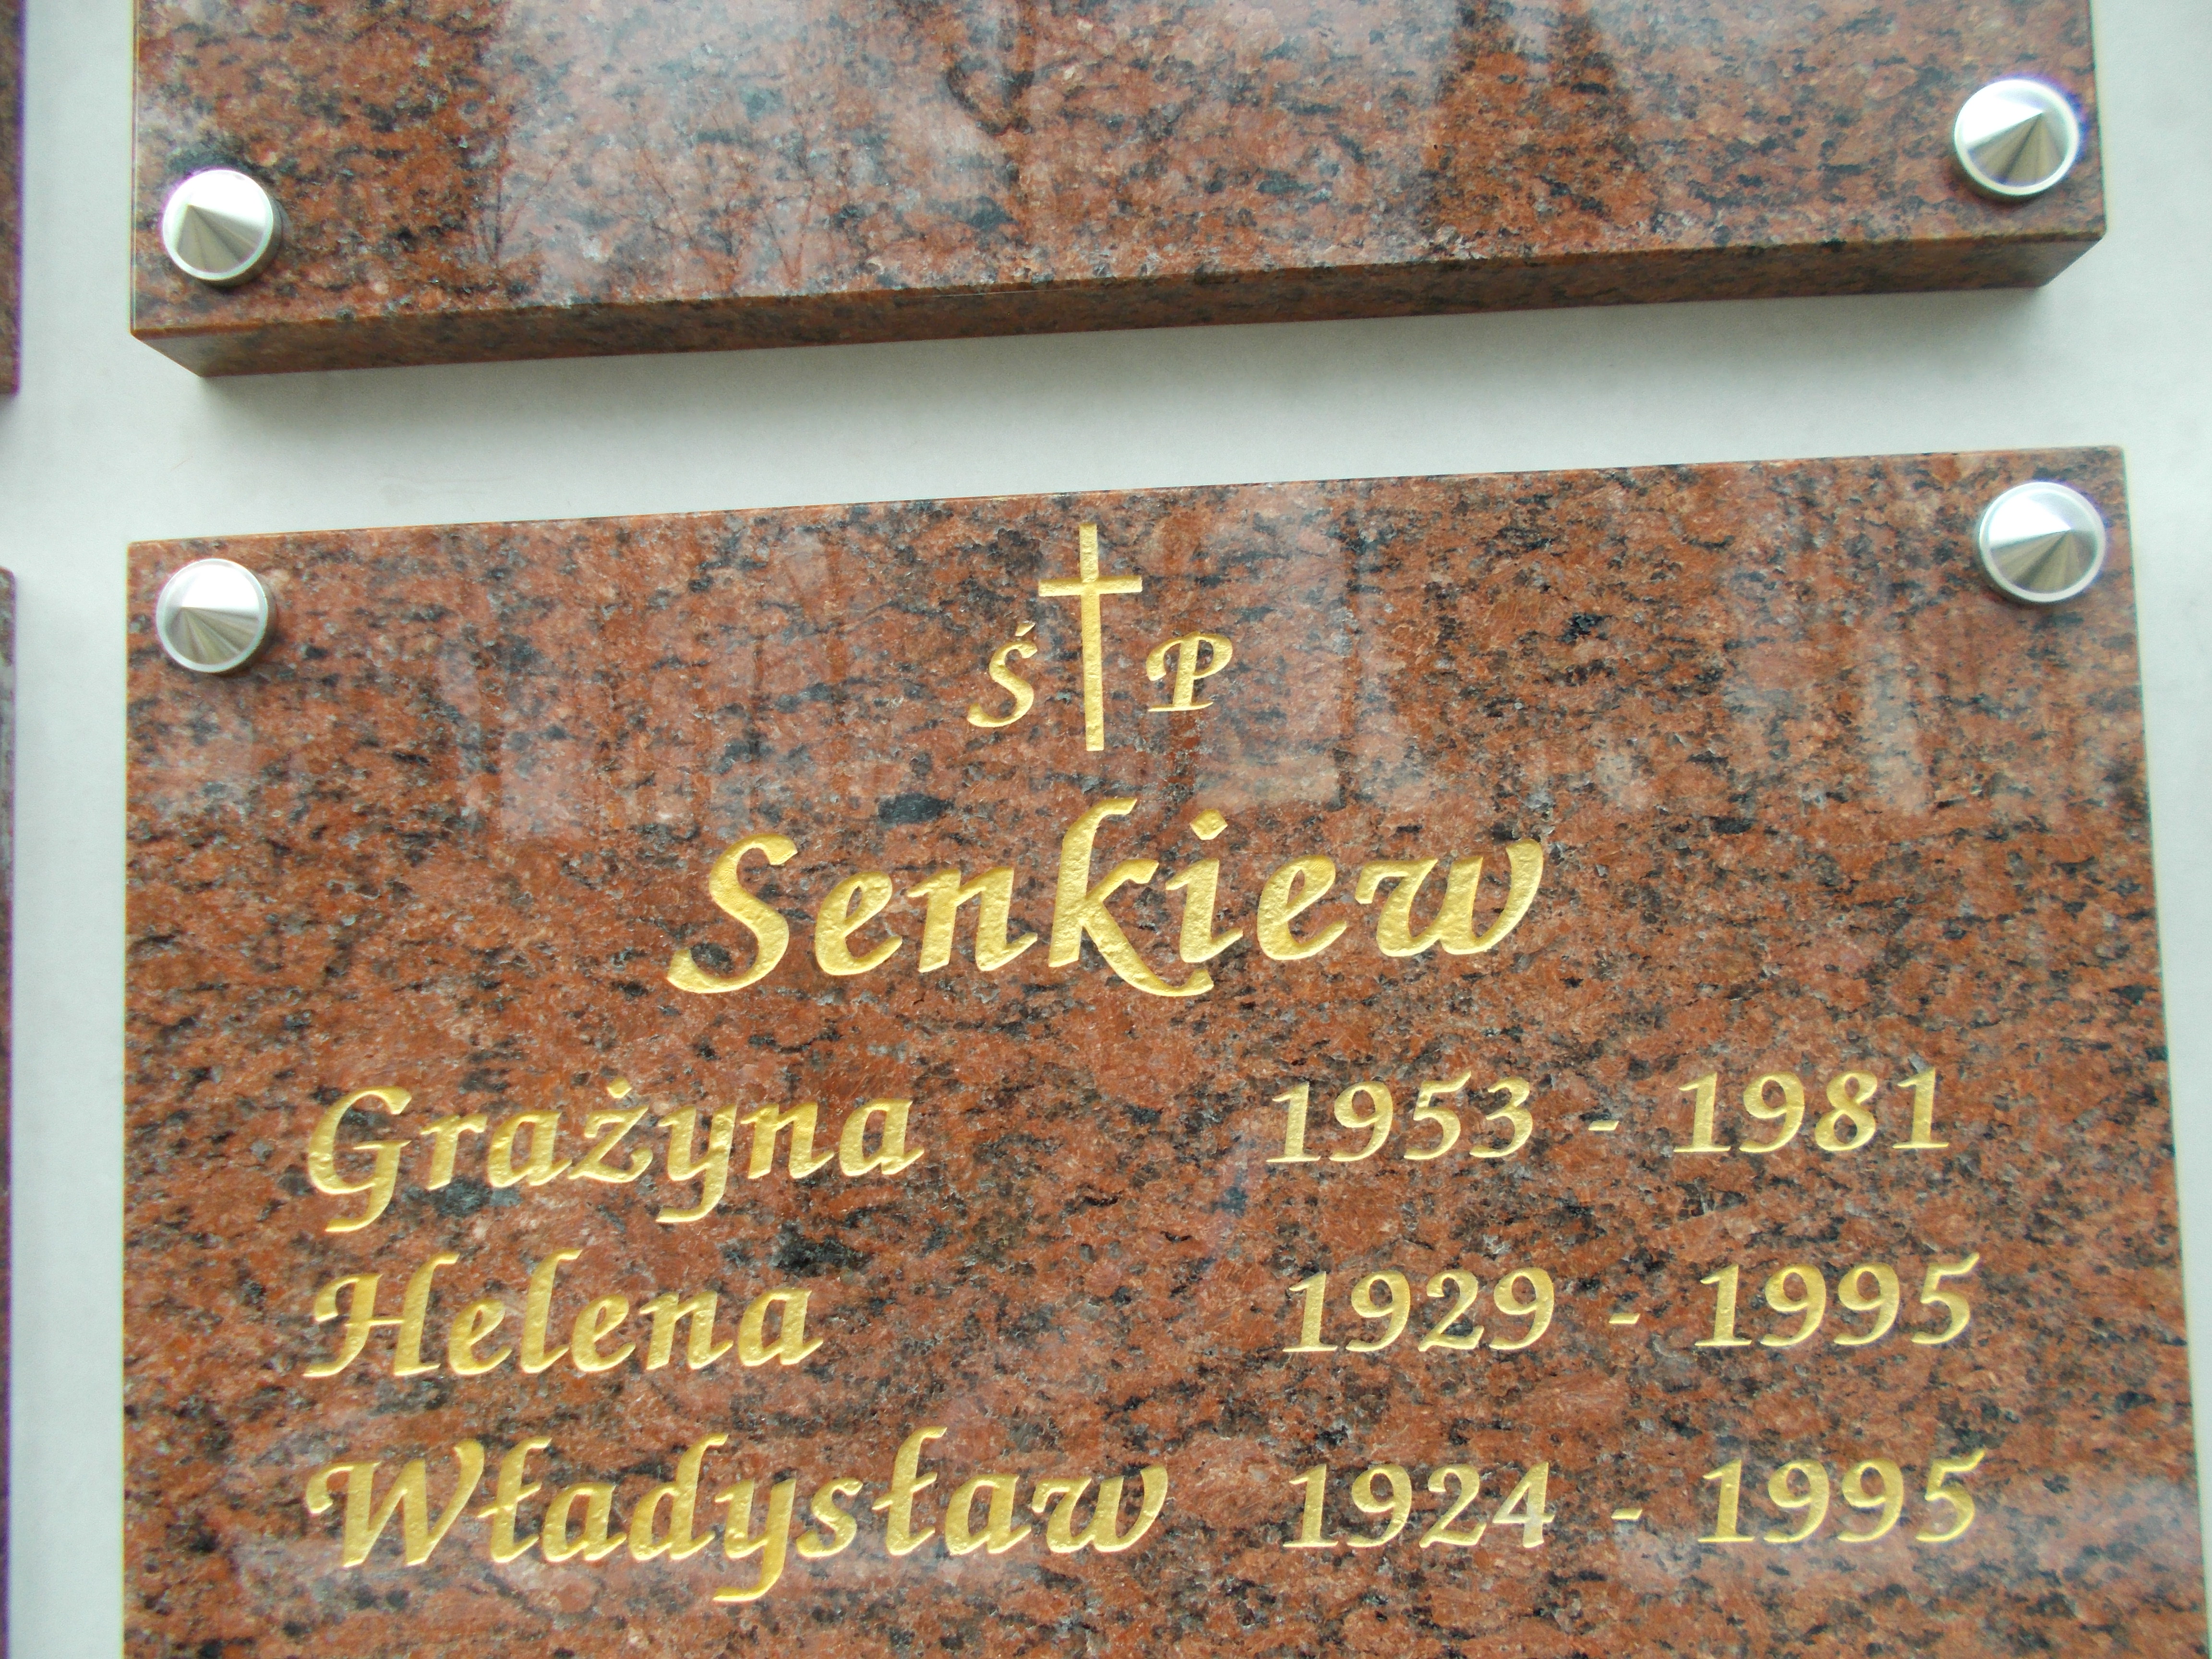 Ś P
Senkiew
Grażyna 1953 - 1981
Helena 1929 - 1995
Władysław 1924 - 1995